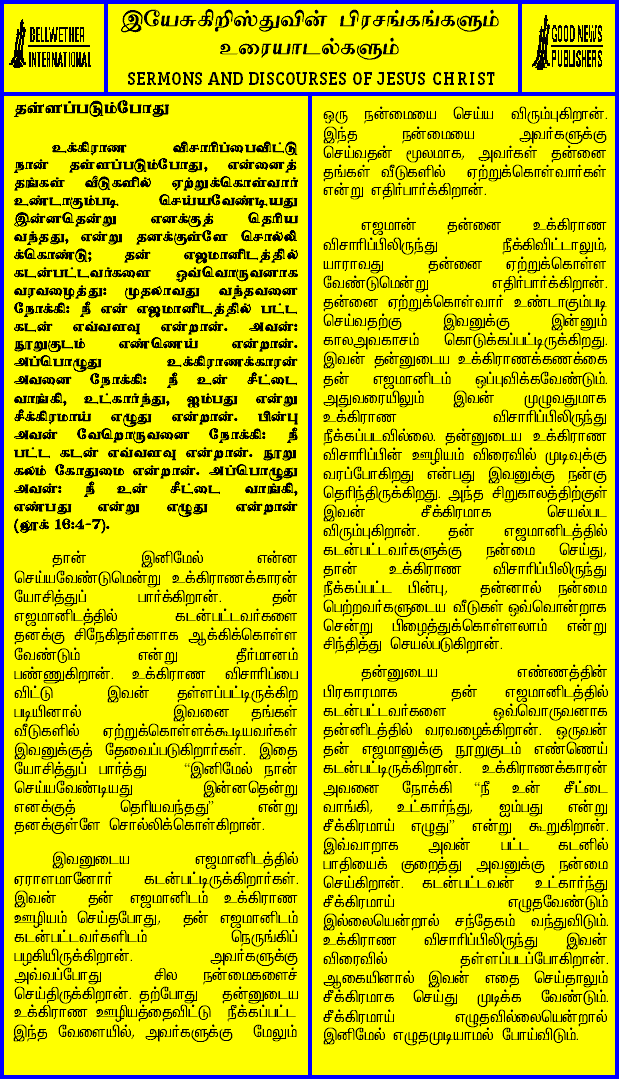 BELLWETHER
INTERNATIONAL
இயேசுகிறிஸ்துவின் பிரசங்கங்களும்
உரையாடல்களும்
SERMONS AND DISCOURSES OF JESUS CHRIST
GOOD NEWS
PUBLISHERS
தள்ளப்படும்போது
உக்கிராண விசாரிப்பைவிட்டு
நான் தள்ளப்படும்போது, என்னைத்
தங்கள் வீடுகளில் ஏற்றுக்கொள்வார்
உண்டாகும்படி செய்யவேண்டியது
இன்னதென்று எனக்குத் தெரிய
வந்தது, என்று தனக்குள்ளே சொல்லி
க்கொண்டு; தன் எஜமானிடத்தில்
கடன்பட்டவர்களை ஒவ்வொருவனாக
வரவழைத்து: முதலாவது வந்தவனை
நோக்கி: நீ என் எஜமானிடத்தில் பட்ட
கடன் எவ்வளவு என்றான். அவன்:
நூறுகுடம் எண்ணெய் என்றான்.
அப்பொழுது உக்கிராணக்காரன்
அவனை நோக்கி: நீ உன் சீட்டை
வாங்கி, உட்கார்ந்து, ஐம்பது என்று
சீக்கிரமாய் எழுது என்றான். பின்பு
அவன் வேறொருவனை நோக்கி: நீ
பட்ட கடன் எவ்வளவு என்றான். நூறு
கலம் கோதுமை என்றான். அப்பொழுது
அவன்: நீ உன் சீட்டை வாங்கி,
எண்பது என்று எழுது என்றான்
(லூக் 16:4-7).
தான் இனிமேல் என்ன
செய்யவேண்டுமென்று உக்கிராணக்காரன்
யோசித்துப் பார்க்கிறான். தன்
எஜமானிடத்தில் கடன்பட்டவர்களை
தனக்கு சிநேகிதர்களாக ஆக்கிக்கொள்ள
வேண்டும் என்று தீர்மானம்
பண்ணுகிறான். உக்கிராண விசாரிப்பை
விட்டு இவன் தள்ளப்பட்டிருக்கிற
படியினால் இவனை தங்கள்
வீடுகளில் ஏற்றுக்கொள்ளக்கூடியவர்கள்
இவனுக்குத் தேவைப்படுகிறார்கள். இதை
யோசித்துப் பார்த்து “இனிமேல் நான்
செய்யவேண்டியது இன்னதென்று
எனக்குத் தெரியவந்தது” என்று
தனக்குள்ளே சொல்லிக்கொள்கிறான்.
இவனுடைய எஜமானிடத்தில்
ஏராளமானோர் கடன்பட்டிருக்கிறார்கள்.
இவன் தன் எஜமானிடம் உக்கிராண
ஊழியம் செய்தபோது, தன் எஜமானிடம்
கடன்பட்டவர்களிடம் நெருங்கிப்
பழகியிருக்கிறான். அவர்களுக்கு
அவ்வப்போது சில நன்மைகளைச்
செய்திருக்கிறான். தற்போது தன்னுடைய
உக்கிராண ஊழியத்தைவிட்டு நீக்கப்பட்ட
இந்த வேளையில், அவர்களுக்கு மேலும்
ஒரு நன்மையை செய்ய விரும்புகிறான்.
இந்த நன்மையை அவர்களுக்கு
செய்வதன் மூலமாக, அவர்கள் தன்னை
தங்கள் வீடுகளில் ஏற்றுக்கொள்வார்கள்
என்று எதிர்பார்க்கிறான்.
எஜமான் தன்னை உக்கிராண
விசாரிப்பிலிருந்து நீக்கிவிட்டாலும்,
யாராவது தன்னை ஏற்றுக்கொள்ள
வேண்டுமென்று எதிர்பார்க்கிறான்.
தன்னை ஏற்றுக்கொள்வார் உண்டாகும்படி
செய்வதற்கு இவனுக்கு இன்னும்
காலஅவகாசம் கொடுக்கப்பட்டிருக்கிறது.
இவன் தன்னுடைய உக்கிராணக்கணக்கை
தன் எஜமானிடம் ஒப்புவிக்கவேண்டும்.
அதுவரையிலும் இவன் முழுவதுமாக
உக்கிராண விசாரிப்பிலிருந்து
நீக்கப்படவில்லை. தன்னுடைய உக்கிராண
விசாரிப்பின் ஊழியம் விரைவில் முடிவுக்கு
வரப்போகிறது என்பது இவனுக்கு நன்கு
தெரிந்திருக்கிறது. அந்த சிறுகாலத்திற்குள்
இவன் சீக்கிரமாக செயல்பட
விரும்புகிறான். தன் எஜமானிடத்தில்
கடன்பட்டவர்களுக்கு நன்மை செய்து,
தான் உக்கிராண விசாரிப்பிலிருந்து
நீக்கப்பட்ட பின்பு, தன்னால் நன்மை
பெற்றவர்களுடைய வீடுகள் ஒவ்வொன்றாக
சென்று பிழைத்துக்கொள்ளலாம் என்று
சிந்தித்து செயல்படுகிறான்.
தன்னுடைய எண்ணத்தின்
பிரகாரமாக தன் எஜமானிடத்தில்
கடன்பட்டவர்களை ஒவ்வொருவனாக
தன்னிடத்தில் வரவழைக்கிறான். ஒருவன்
தன் எஜமானுக்கு நூறுகுடம் எண்ணெய்
கடன்பட்டிருக்கிறான். உக்கிராணக்காரன்
அவனை நோக்கி “நீ உன் சீட்டை
வாங்கி, உட்கார்ந்து, ஐம்பது என்று
சீக்கிரமாய் எழுது” என்று கூறுகிறான்.
இவ்வாறாக அவன் பட்ட கடனில்
பாதியைக் குறைத்து அவனுக்கு நன்மை
செய்கிறான். கடன்பட்டவன் உட்கார்ந்து
சீக்கிரமாய் எழுதவேண்டும்
இல்லையென்றால் சந்தேகம் வந்துவிடும்.
உக்கிராண விசாரிப்பிலிருந்து இவன்
விரைவில் தள்ளப்படப்போகிறான்.
ஆகையினால் இவன் எதை செய்தாலும்
சீக்கிரமாக செய்து முடிக்க வேண்டும்.
சீக்கிரமாய் எழுதவில்லையென்றால்
இனிமேல் எழுதமுடியாமல் போய்விடும்.